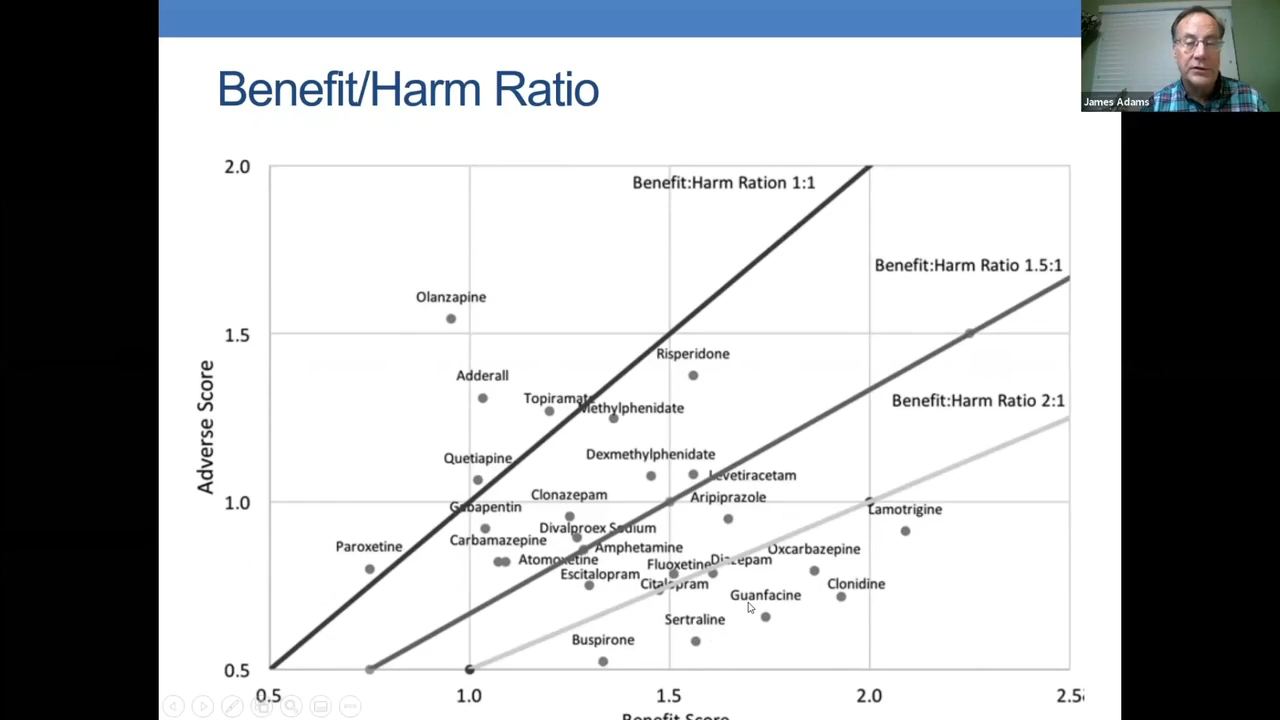 James Adams
Benefit/Harm Ratio
2.0
Benefit:Harm Ration 1:1
Benefit:Harm Ratio 1.5:1
Olanzapine
1.5
Risperidone
Adderall
Topiramate
Methylphenidate
Benefit:Harm Ratio 2:1
Adverse Score
Quetiapine
Dexmethylphenidate
Levetiracetam
Clonazepam
Aripiprazole
1.0
Gabapentin
Lamotrigine
Divalproex Sodium
Carbamazepine
Paroxetine
Amphetamine
Oxcarbazepine
Atomoxetine
Fluoxetine
Diazepam
Escitalopram
Citalopram
Clonidine
Guanfacine
Sertraline
Buspirone
0.5
0.5 1.0 1.5 2.0 2.5
Benefit Score